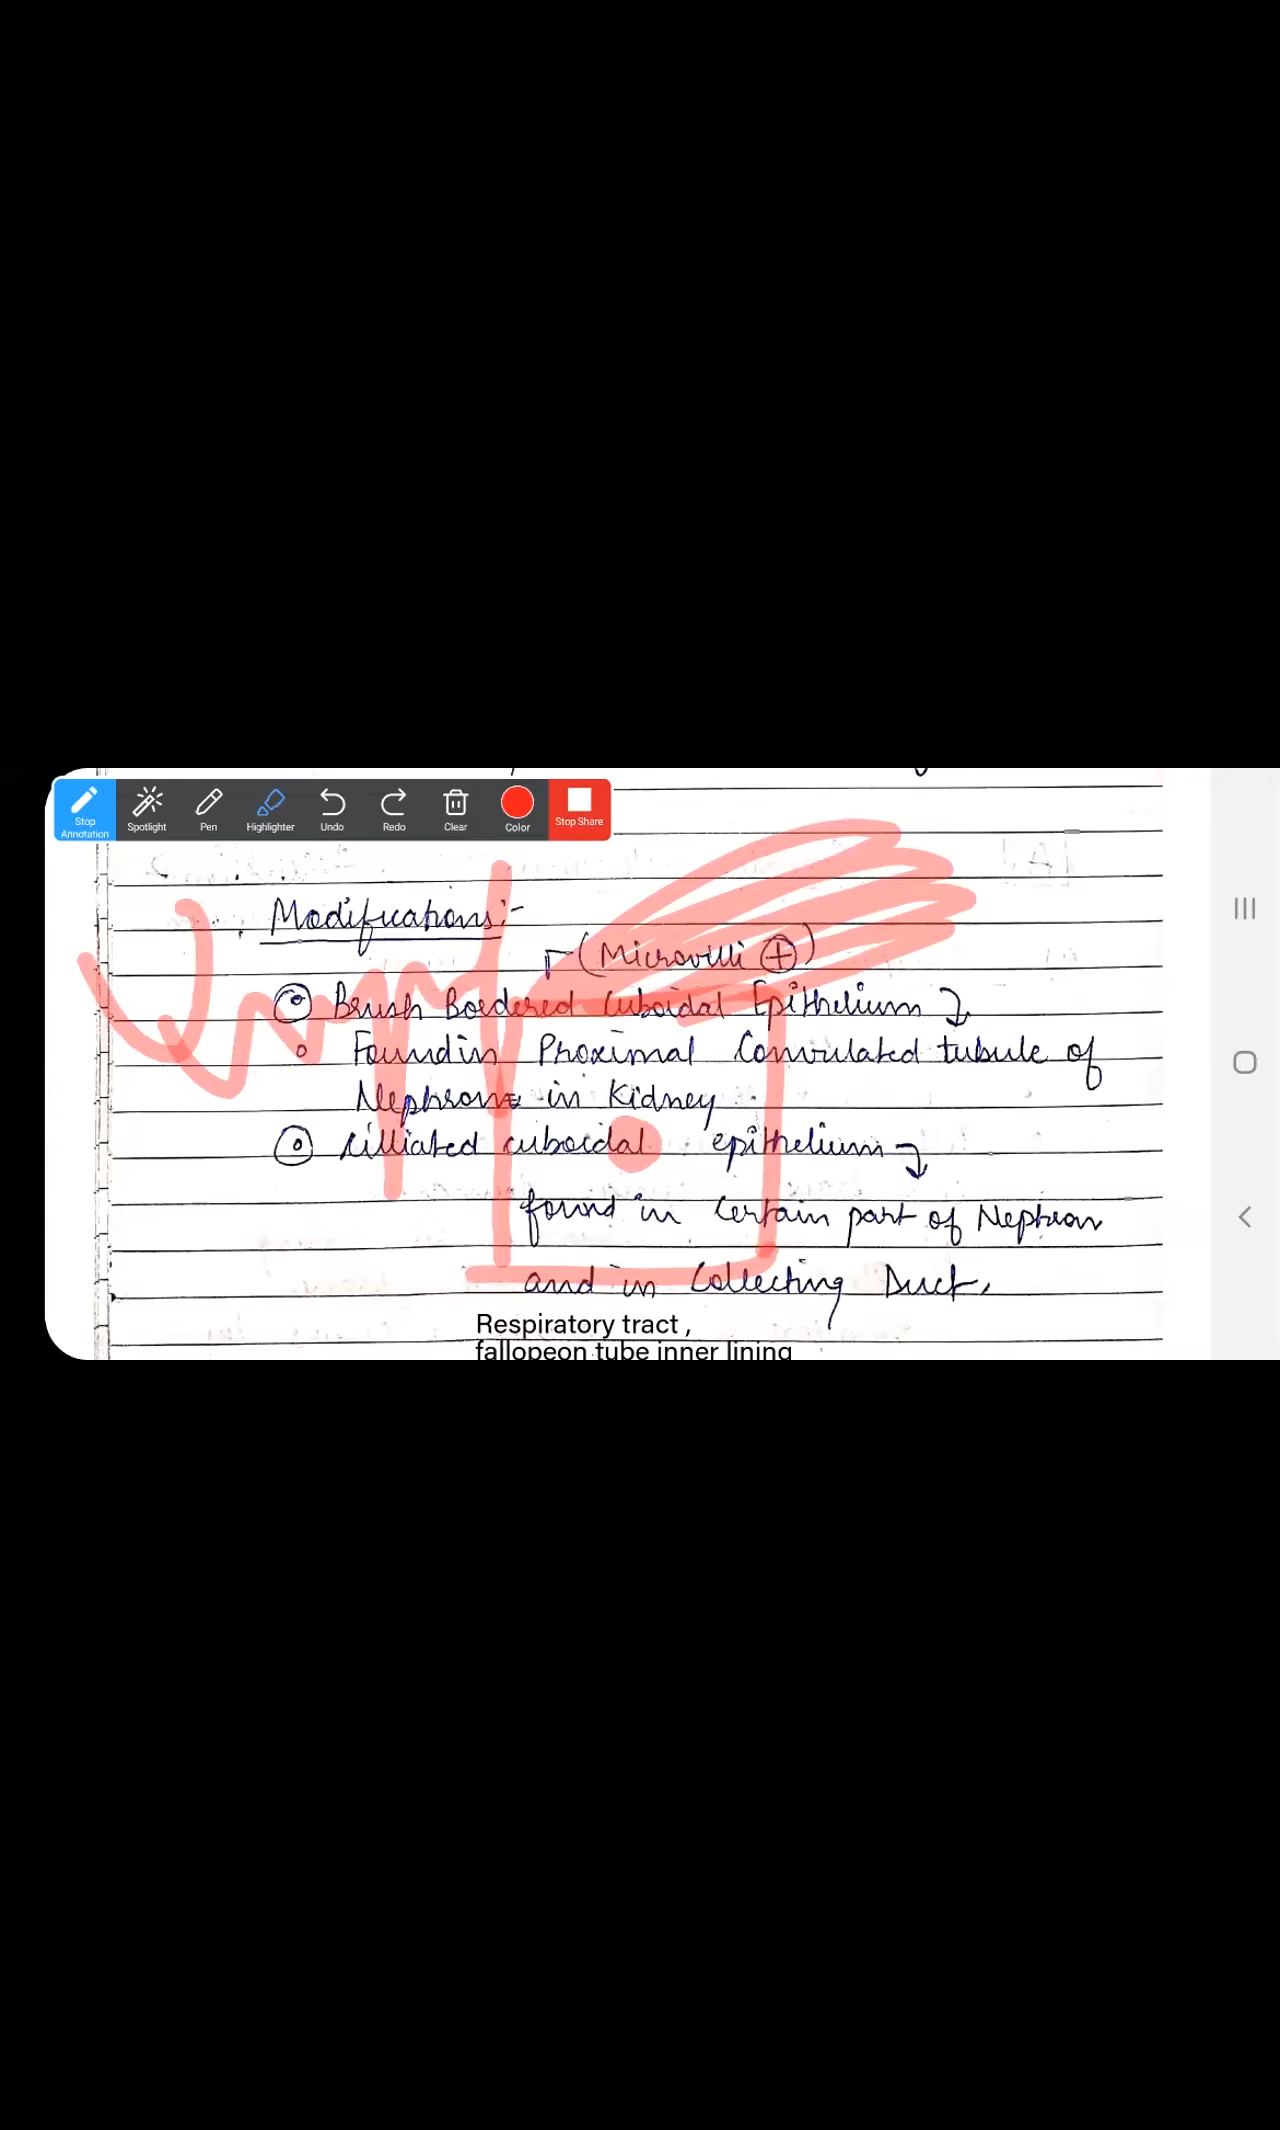 Stop Annotation
Spotlight
Pen
Highlighter
Undo
Redo
Clear
Color
Stop Share
Modifications:-
(Microvilli +)
Brush Boedered Cuboidal Epithelium
Found in Proximal Convulated tubule of
Nephrons in Kidney.
cilliated cuboidal epithelium
found in certain part of Nephron
and in Collecting Duct.
Respiratory tract ,
fallopeon tube inner lining